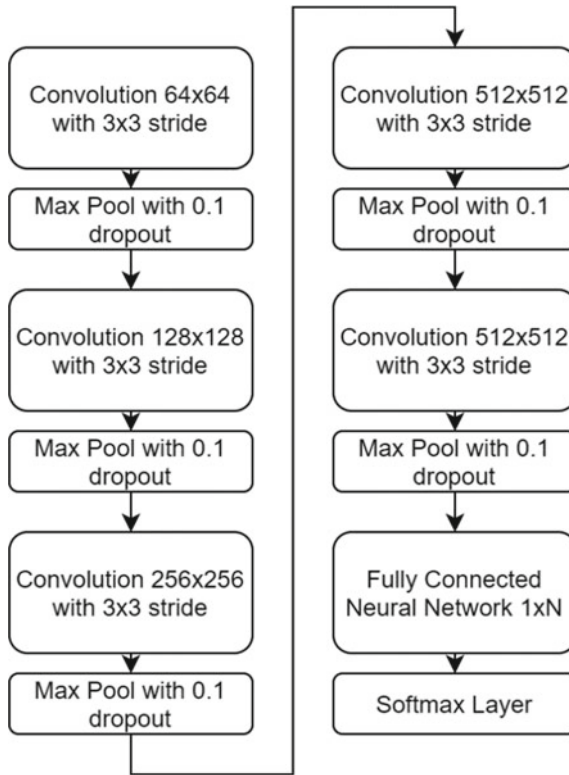 Convolution 64x64
with 3x3 stride
Max Pool with 0.1
dropout
Convolution 128x128
with 3x3 stride
Max Pool with 0.1
dropout
Convolution 256x256
with 3x3 stride
Max Pool with 0.1
dropout
Convolution 512x512
with 3x3 stride
Max Pool with 0.1
dropout
Convolution 512x512
with 3x3 stride
Max Pool with 0.1
dropout
Fully Connected
Neural Network 1xN
Softmax Layer